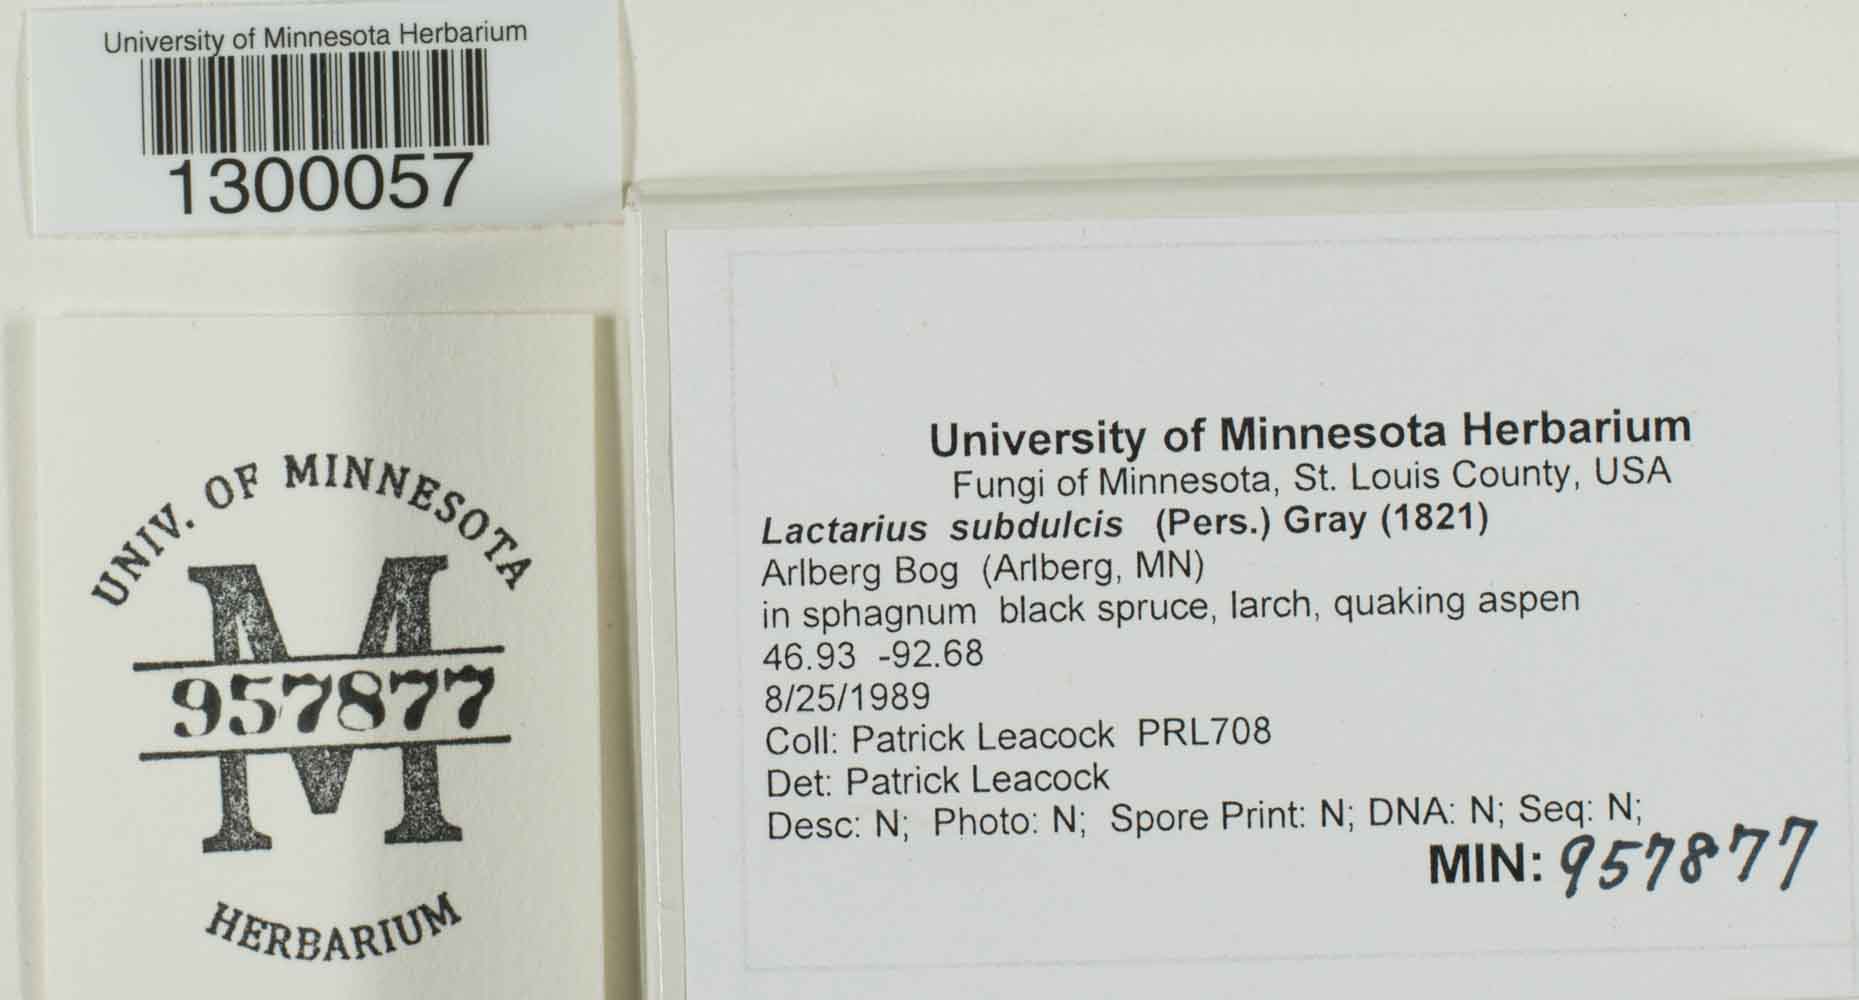 University of Minnesota Herbarium
1300057
UNIV. OF MINNESOTA
M
957877
HERBARIUM
University of Minnesota Herbarium
Fungi of Minnesota, St. Louis County, USA
Lactarius subdulcis (Pers.) Gray (1821)
Arlberg Bog (Arlberg, MN)
in sphagnum black spruce, larch, quaking aspen
46.93 -92.68
8/25/1989
Coll: Patrick Leacock PRL708
Det: Patrick Leacock
Desc: N; Photo: N; Spore Print: N; DNA: N; Seq: N;
MIN: 957877